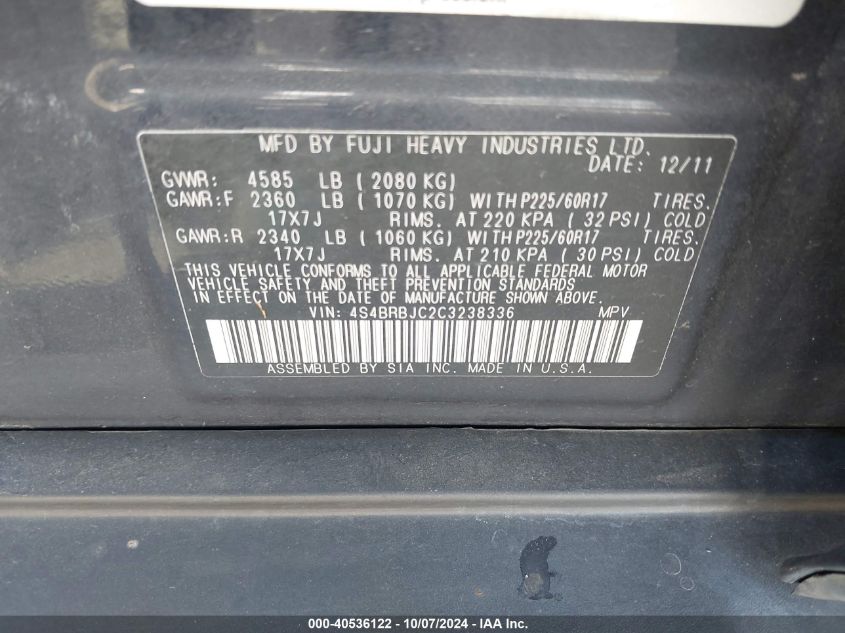 MFD BY FUJI HEAVY INDUSTRIES LTD.
DATE: 12/11
GVWR: 4585 LB ( 2080 KG)
GAWR:F 2360 LB ( 1070 KG) WITH P225/60R17 TIRES.
17X7J RIMS. AT 220 KPA ( 32 PSI) COLD
GAWR:R 2340 LB ( 1060 KG) WITH P225/60R17 TIRES.
17X7J RIMS. AT 210 KPA ( 30 PSI) COLD
THIS VEHICLE CONFORMS TO ALL APPLICABLE FEDERAL MOTOR
VEHICLE SAFETY AND THEFT PREVENTION STANDARDS
IN EFFECT ON THE DATE OF MANUFACTURE SHOWN ABOVE.
VIN: 4S4BRBJC2C3238336 MPV
ASSEMBLED BY SIA INC. MADE IN U.S.A.
000-40536122 - 10/07/2024 - IAA Inc.